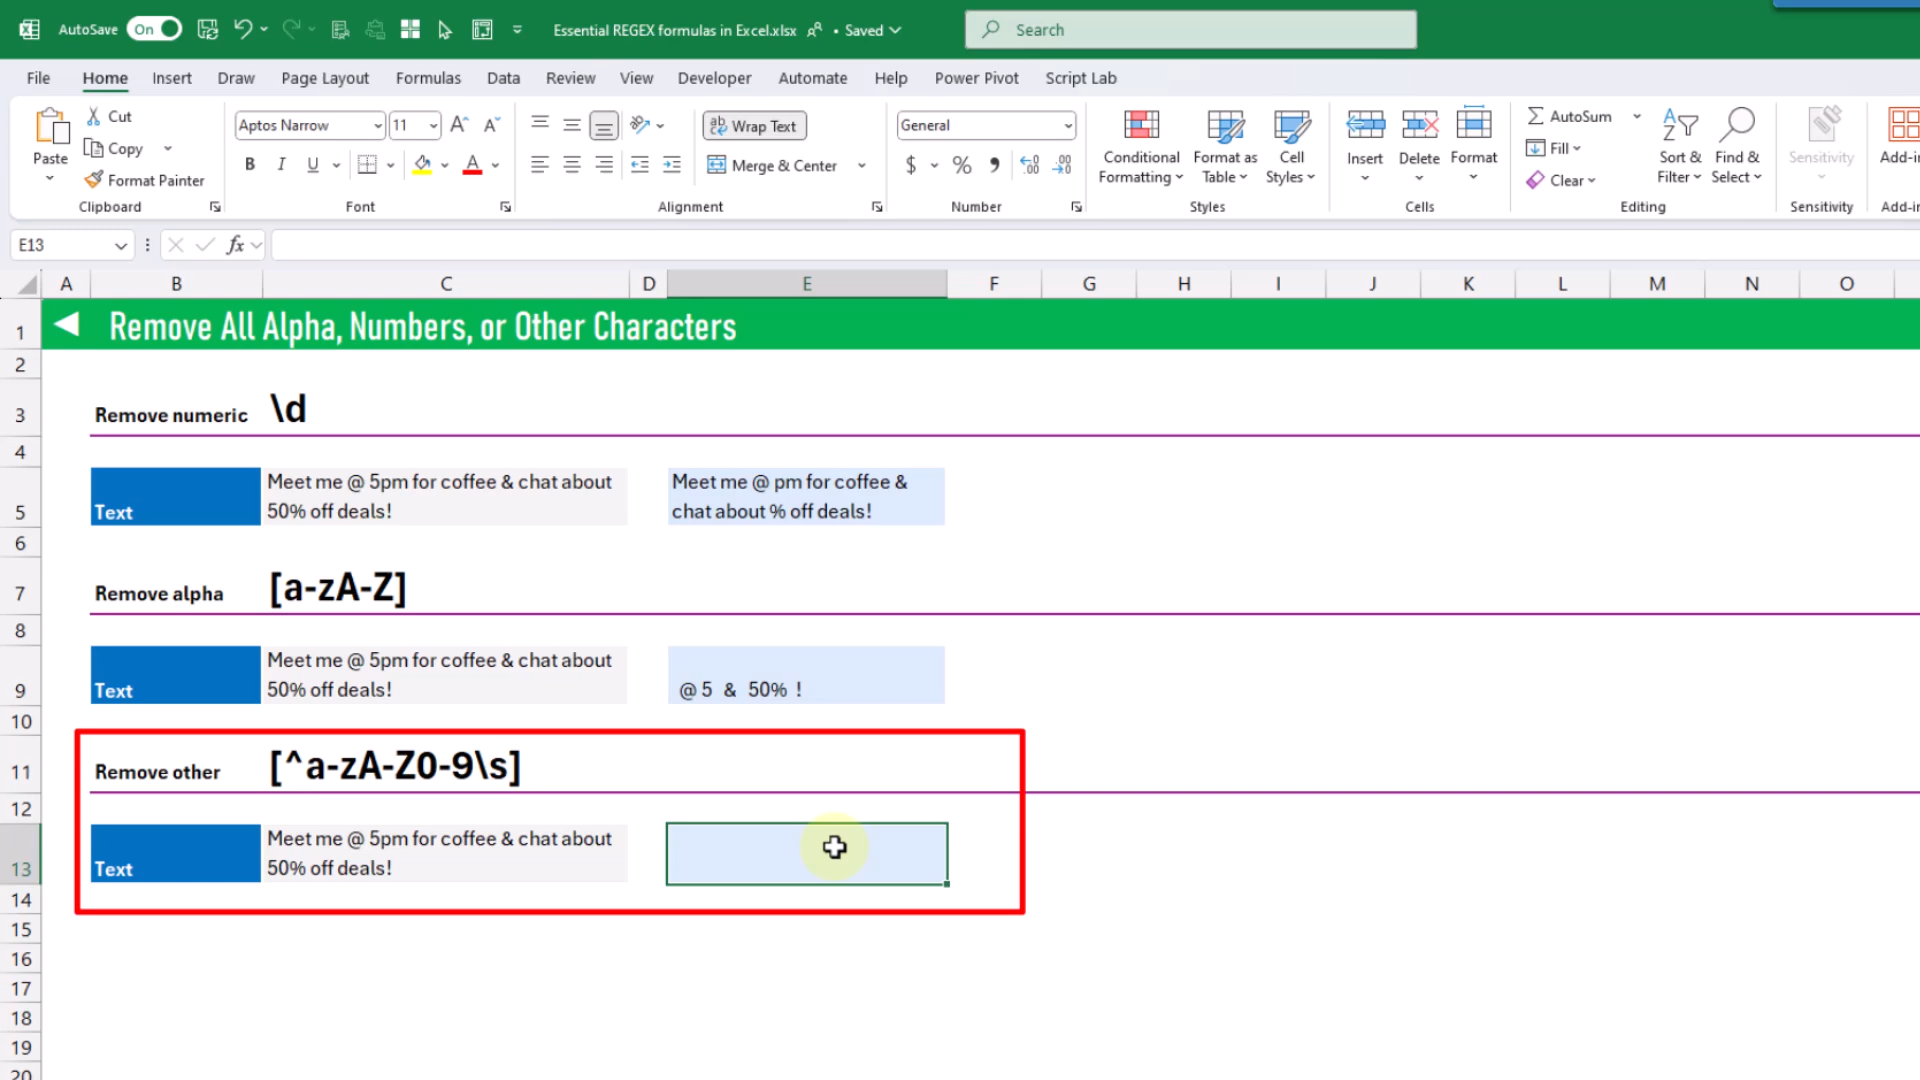 AutoSave On Essential REGEX formulas in Excel.xlsx • Saved Search
File Home Insert Draw Page Layout Formulas Data Review View Developer Automate Help Power Pivot Script Lab
Paste
Cut
Copy
Format Painter
Clipboard
Aptos Narrow 11
B I U
Font
Wrap Text
Merge & Center
Alignment
General
$ % 9
Number
Conditional
Formatting
Format as
Table
Cell
Styles
Styles
Insert
Delete
Format
Cells
AutoSum
Fill
Clear
Sort &
Filter
Find &
Select
Editing
Sensitivity
Sensitivity
Add-in
Add-in
E13 fx
A B C D E F G H I J K L M N O
1 Remove All Alpha, Numbers, or Other Characters
2
3 Remove numeric \d
4
5 Text
Meet me @ 5pm for coffee & chat about
50% off deals!
Meet me @ pm for coffee &
chat about % off deals!
6
7 Remove alpha [a-zA-Z]
8
9 Text
Meet me @ 5pm for coffee & chat about
50% off deals!
@ 5 & 50% !
10
11 Remove other [^a-zA-Z0-9\s]
12
13 Text
Meet me @ 5pm for coffee & chat about
50% off deals!
14
15
16
17
18
19
20